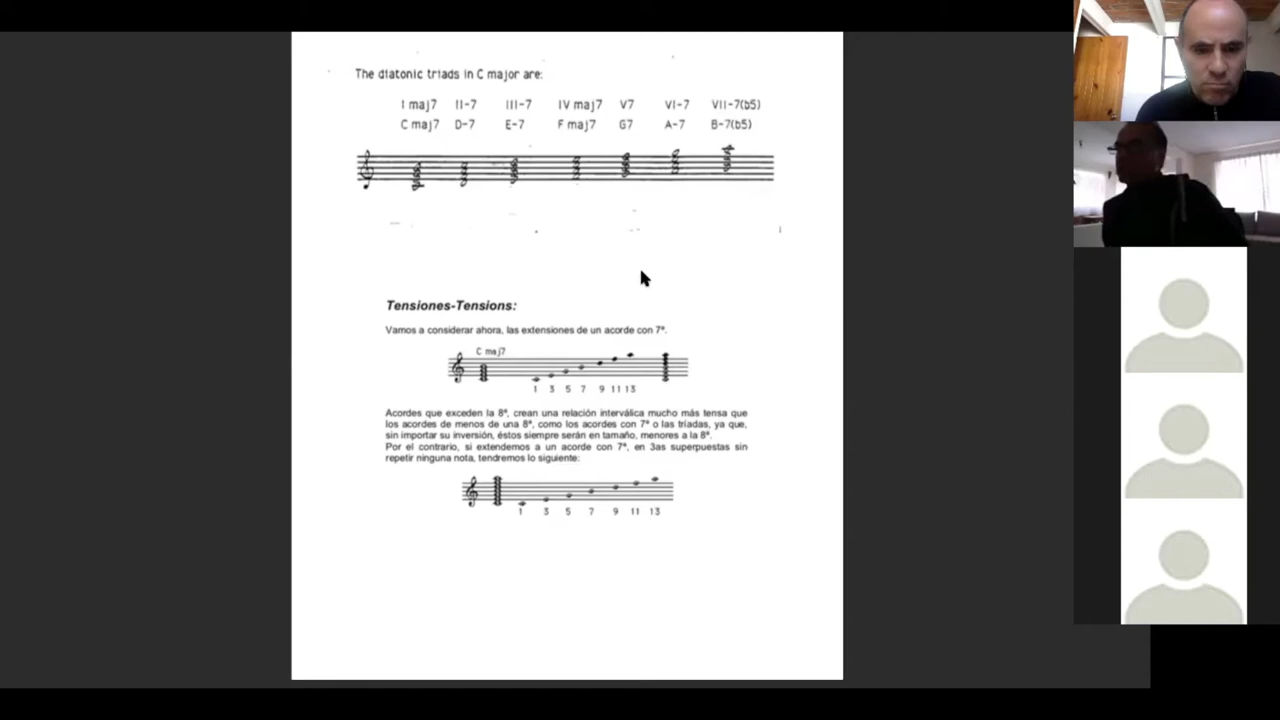 The diatonic triads in C major are:
I maj7 II-7 III-7 IV maj7 V7 VI-7 VII-7(b5)
C maj7 D-7 E-7 F maj7 G7 A-7 B-7(b5)
Tensiones-Tensions:
Vamos a considerar ahora, las extensiones de un acorde con 7ª.
C maj7
1 3 5 7 9 11 13
Acordes que exceden la 8ª, crean una relación interválica mucho más tensa que
los acordes de menos de una 8ª, como los acordes con 7ª o las tríadas, ya que,
sin importar su inversión, éstos siempre serán en tamaño, menores a la 8ª.
Por el contrario, si extendemos a un acorde con 7ª, en 3as superpuestas sin
repetir ninguna nota, tendremos lo siguiente:
1 3 5 7 9 11 13